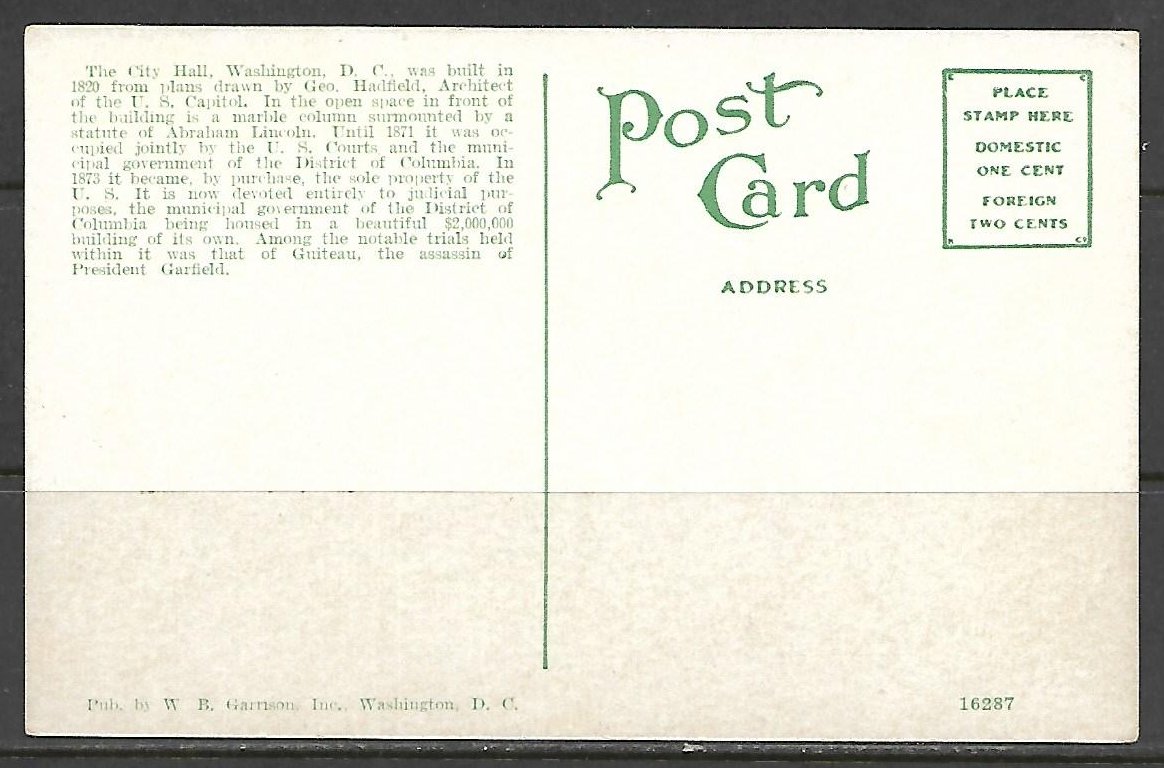 The City Hall, Washington, D. C., was built in
1820 from plans drawn by Geo. Hadfield, Architect
of the U. S. Capitol. In the open space in front of
the building is a marble column surmounted by a
statute of Abraham Lincoln. Until 1871 it was oc-
cupied jointly by the U. S. Courts and the muni-
cipal government of the District of Columbia. In
1873 it became, by purchase, the sole property of the
U. S. It is now devoted entirely to judicial pur-
poses, the municipal government of the District of
Columbia being housed in a beautiful $2,000,000
building of its own. Among the notable trials held
within it was that of Guiteau, the assassin of
President Garfield.
Post
Card
ADDRESS
PLACE
STAMP HERE
DOMESTIC
ONE CENT
FOREIGN
TWO CENTS
Pub. by W. B. Garrison, Inc., Washington, D. C.
16287